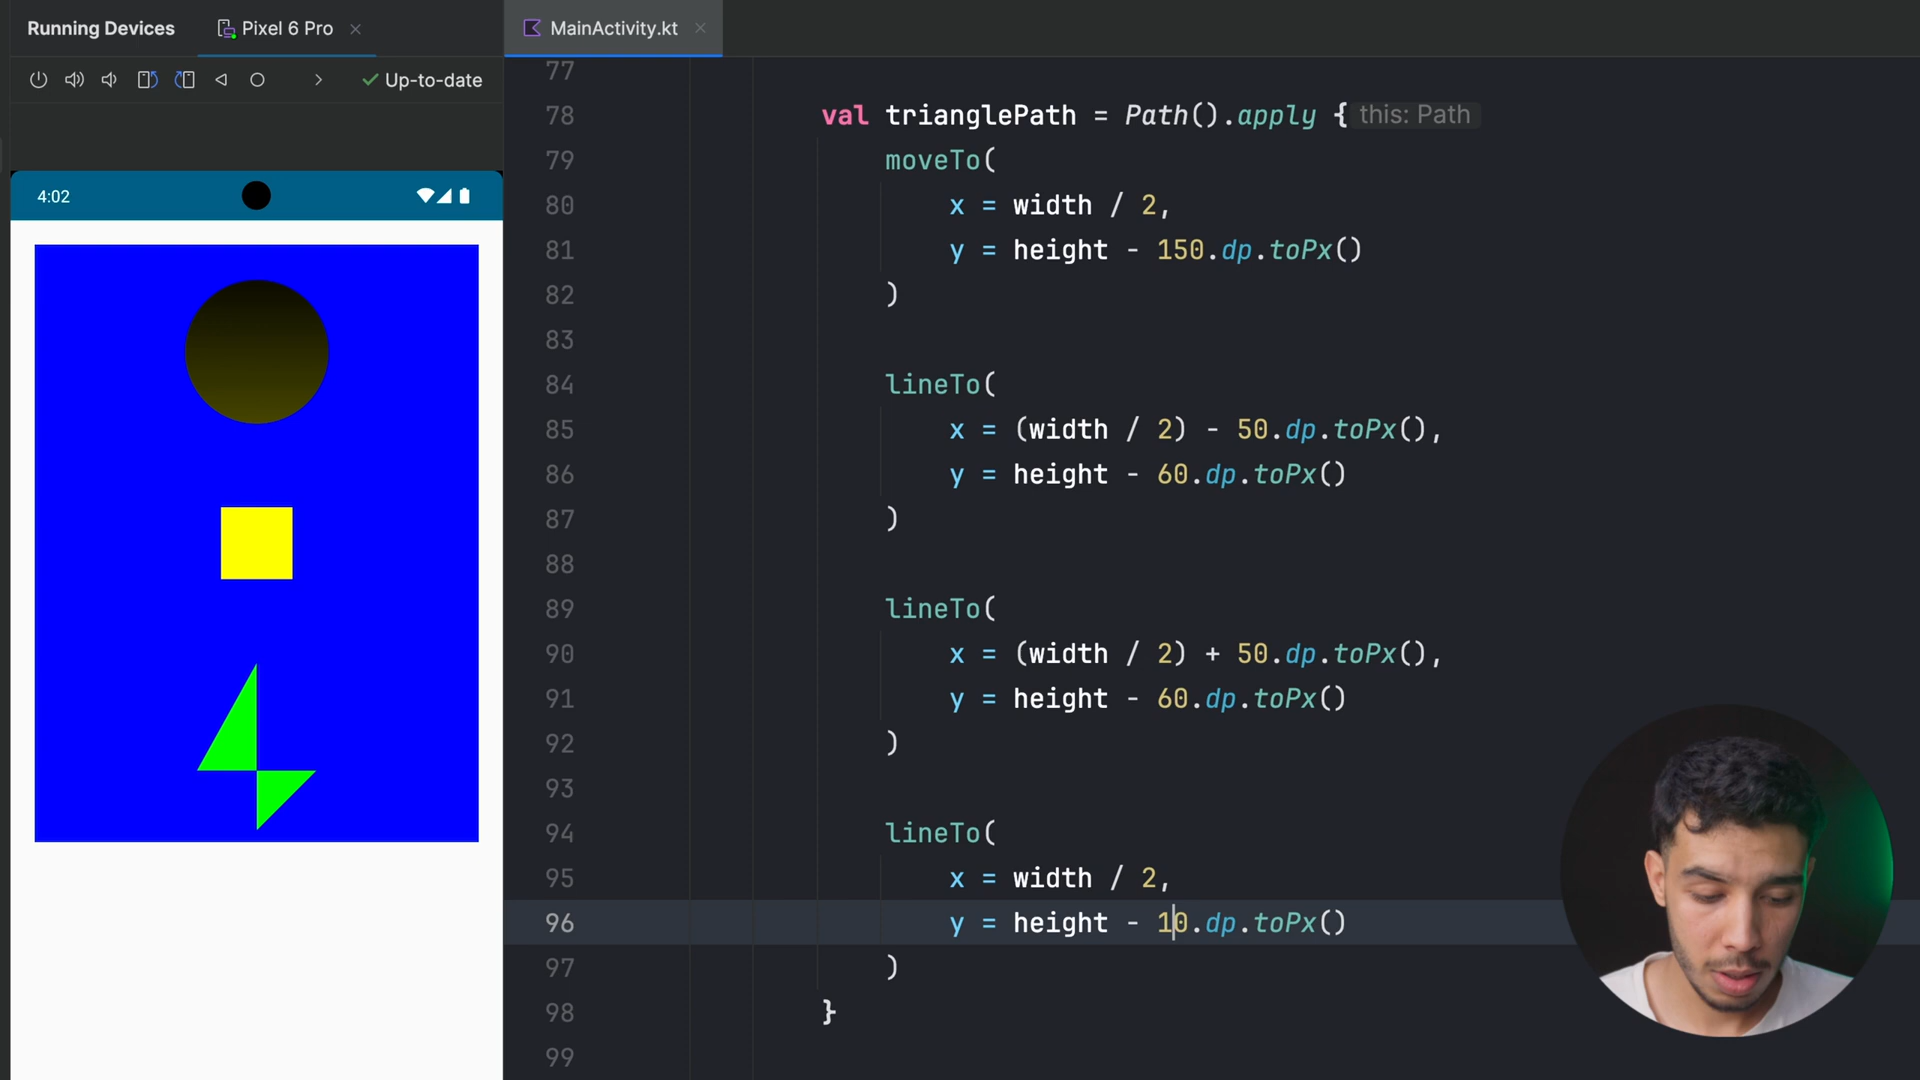 Running Devices
Pixel 6 Pro
MainActivity.kt
Up-to-date
4:02
77
78 val trianglePath = Path().apply { this: Path
79 moveTo(
80 x = width / 2,
81 y = height - 150.dp.toPx()
82 )
83
84 lineTo(
85 x = (width / 2) - 50.dp.toPx(),
86 y = height - 60.dp.toPx()
87 )
88
89 lineTo(
90 x = (width / 2) + 50.dp.toPx(),
91 y = height - 60.dp.toPx()
92 )
93
94 lineTo(
95 x = width / 2,
96 y = height - 10.dp.toPx()
97 )
98 }
99